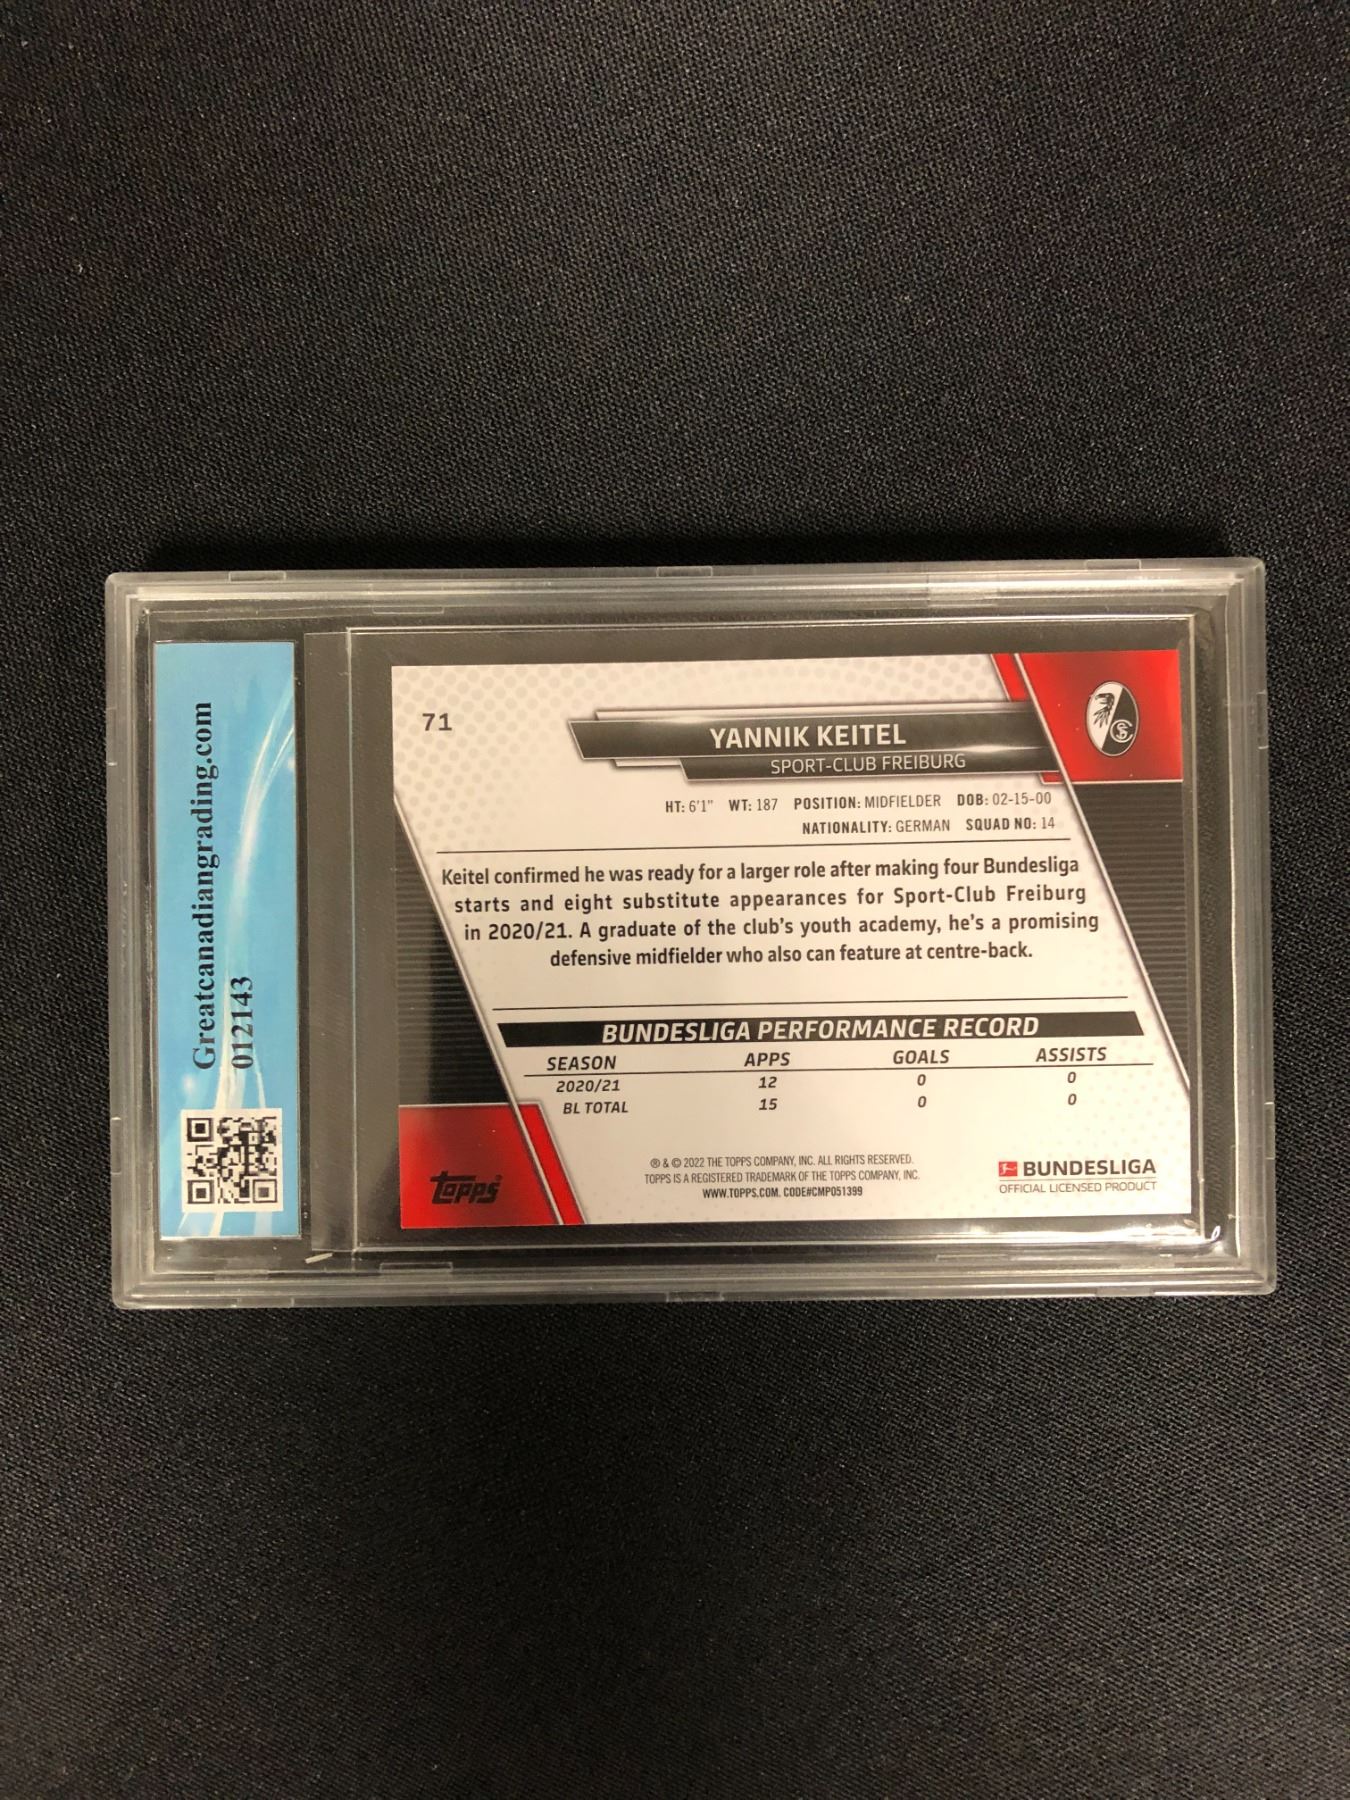 Greatcanadiangrading.com
012143
71
YANNIK KEITEL
SPORT-CLUB FREIBURG
SC
HT: 6'1" WT: 187 POSITION: MIDFIELDER DOB: 02-15-00
NATIONALITY: GERMAN SQUAD NO: 14
Keitel confirmed he was ready for a larger role after making four Bundesliga
starts and eight substitute appearances for Sport-Club Freiburg
in 2020/21. A graduate of the club's youth academy, he's a promising
defensive midfielder who also can feature at centre-back.
BUNDESLIGA PERFORMANCE RECORD
SEASON APPS GOALS ASSISTS
2020/21 12 0 0
BL TOTAL 15 0 0
topps®
® & © 2022 THE TOPPS COMPANY, INC. ALL RIGHTS RESERVED.
TOPPS IS A REGISTERED TRADEMARK OF THE TOPPS COMPANY, INC.
WWW.TOPPS.COM. CODE#CMP051399
BUNDESLIGA
OFFICIAL LICENSED PRODUCT